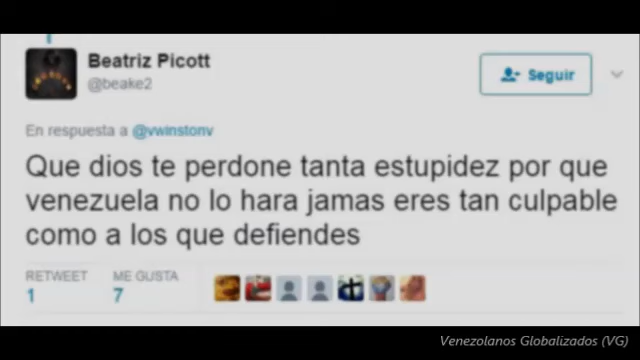 Beatriz Picott
@beake2
Seguir
En respuesta a @vwinstonv
Que dios te perdone tanta estupidez por que
venezuela no lo hara jamas eres tan culpable
como a los que defiendes
RETWEET ME GUSTA
1 7
Venezolanos Globalizados (VG)